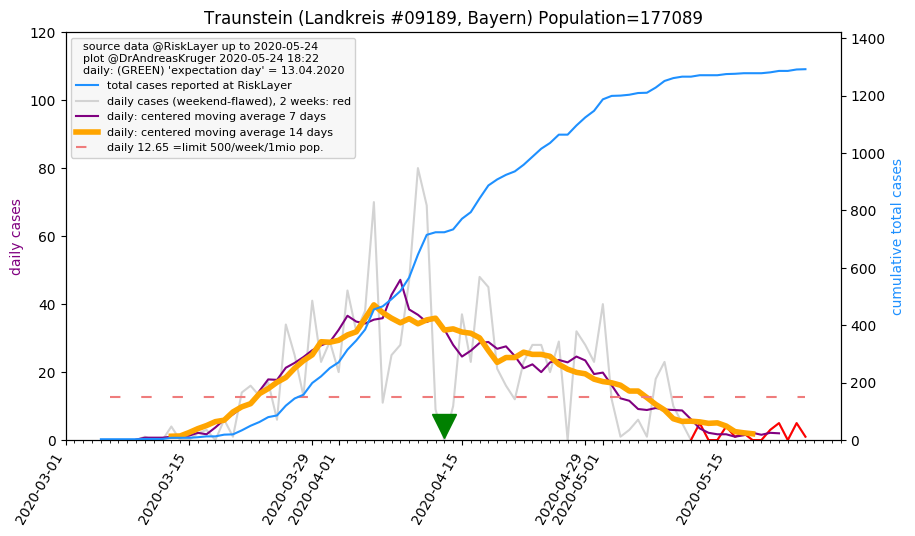 Traunstein (Landkreis #09189, Bayern) Population=177089
source data @RiskLayer up to 2020-05-24
plot @DrAndreasKruger 2020-05-24 18:22
daily: (GREEN) 'expectation day' = 13.04.2020
total cases reported at RiskLayer
daily cases (weekend-flawed), 2 weeks: red
daily: centered moving average 7 days
daily: centered moving average 14 days
daily 12.65 =limit 500/week/1mio pop.
daily cases
120
100
80
60
40
20
0
cumulative total cases
1400
1200
1000
800
600
400
200
0
2020-03-01
2020-03-15
2020-03-29
2020-04-01
2020-04-15
2020-04-29
2020-05-01
2020-05-15